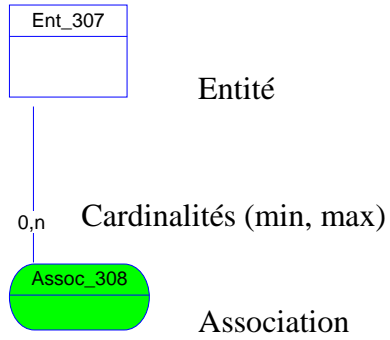 Ent_307
Entité
0,n
Cardinalités (min, max)
Assoc_308
Association